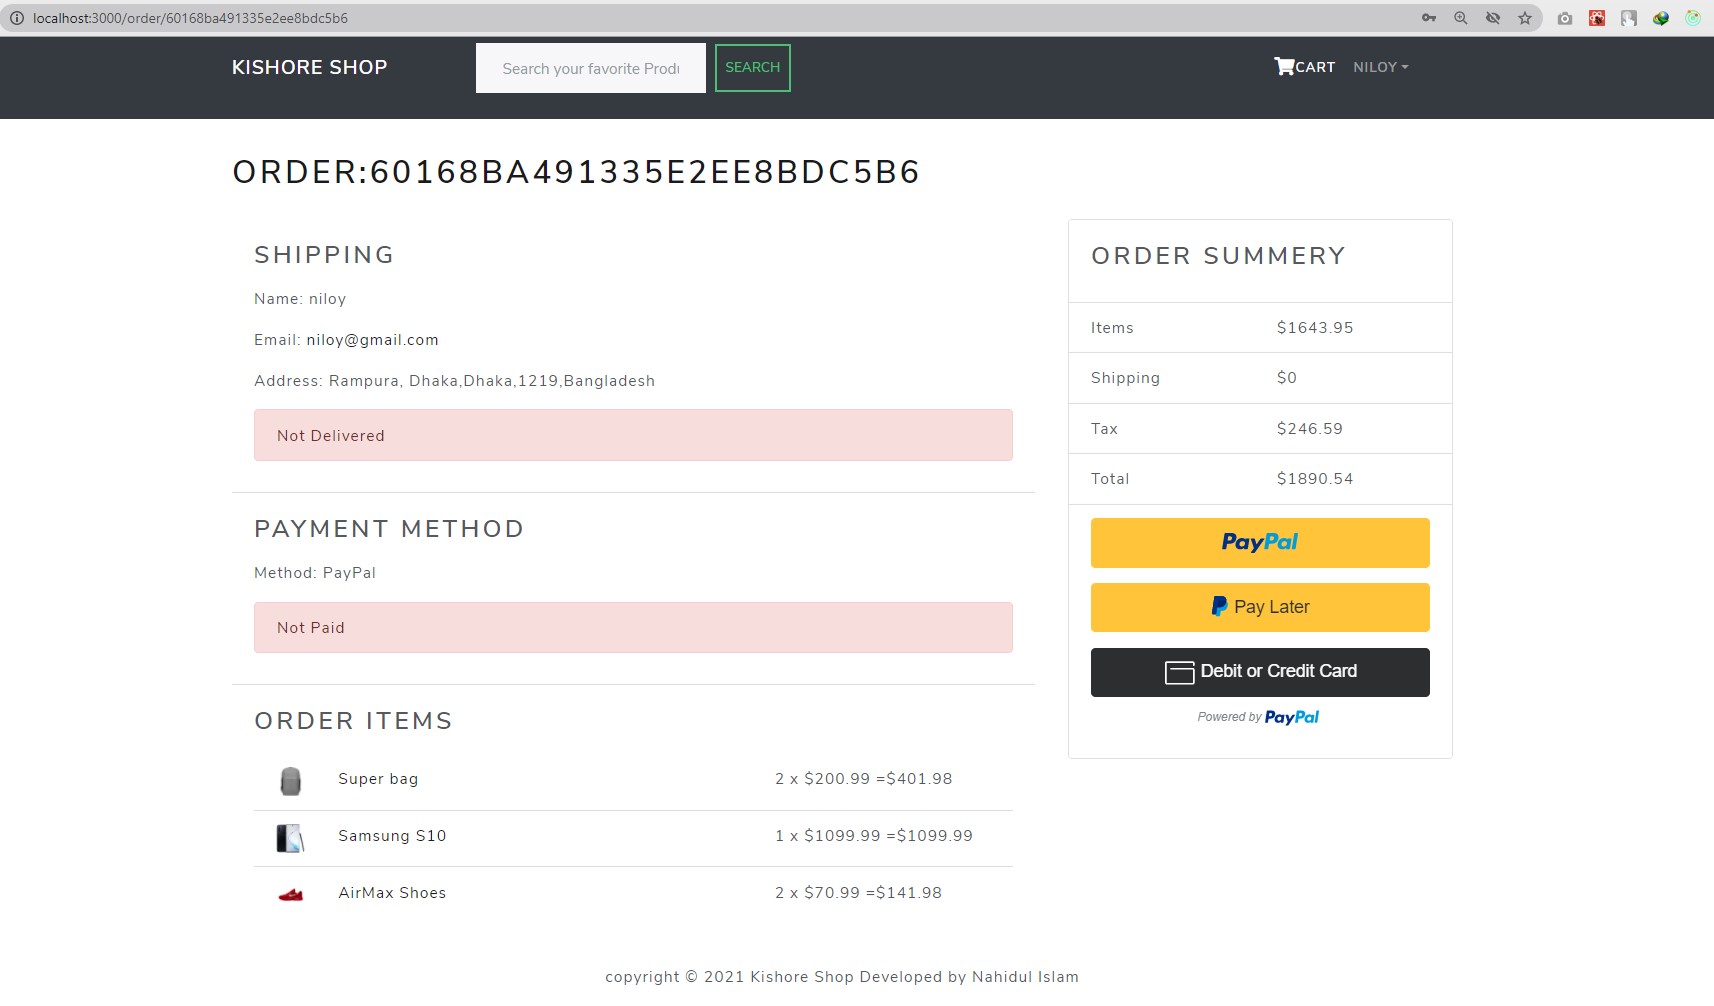 localhost:3000/order/60168ba491335e2ee8bdc5b6
KISHORE SHOP
Search your favorite Produ
SEARCH
CART
NILOY
ORDER:60168BA491335E2EE8BDC5B6
SHIPPING
Name: niloy
Email: niloy@gmail.com
Address: Rampura, Dhaka,Dhaka,1219,Bangladesh
Not Delivered
PAYMENT METHOD
Method: PayPal
Not Paid
ORDER ITEMS
Super bag 2 x $200.99 =$401.98
Samsung S10 1 x $1099.99 =$1099.99
AirMax Shoes 2 x $70.99 =$141.98
ORDER SUMMERY
Items $1643.95
Shipping $0
Tax $246.59
Total $1890.54
PayPal
Pay Later
Debit or Credit Card
Powered by PayPal
copyright © 2021 Kishore Shop Developed by Nahidul Islam